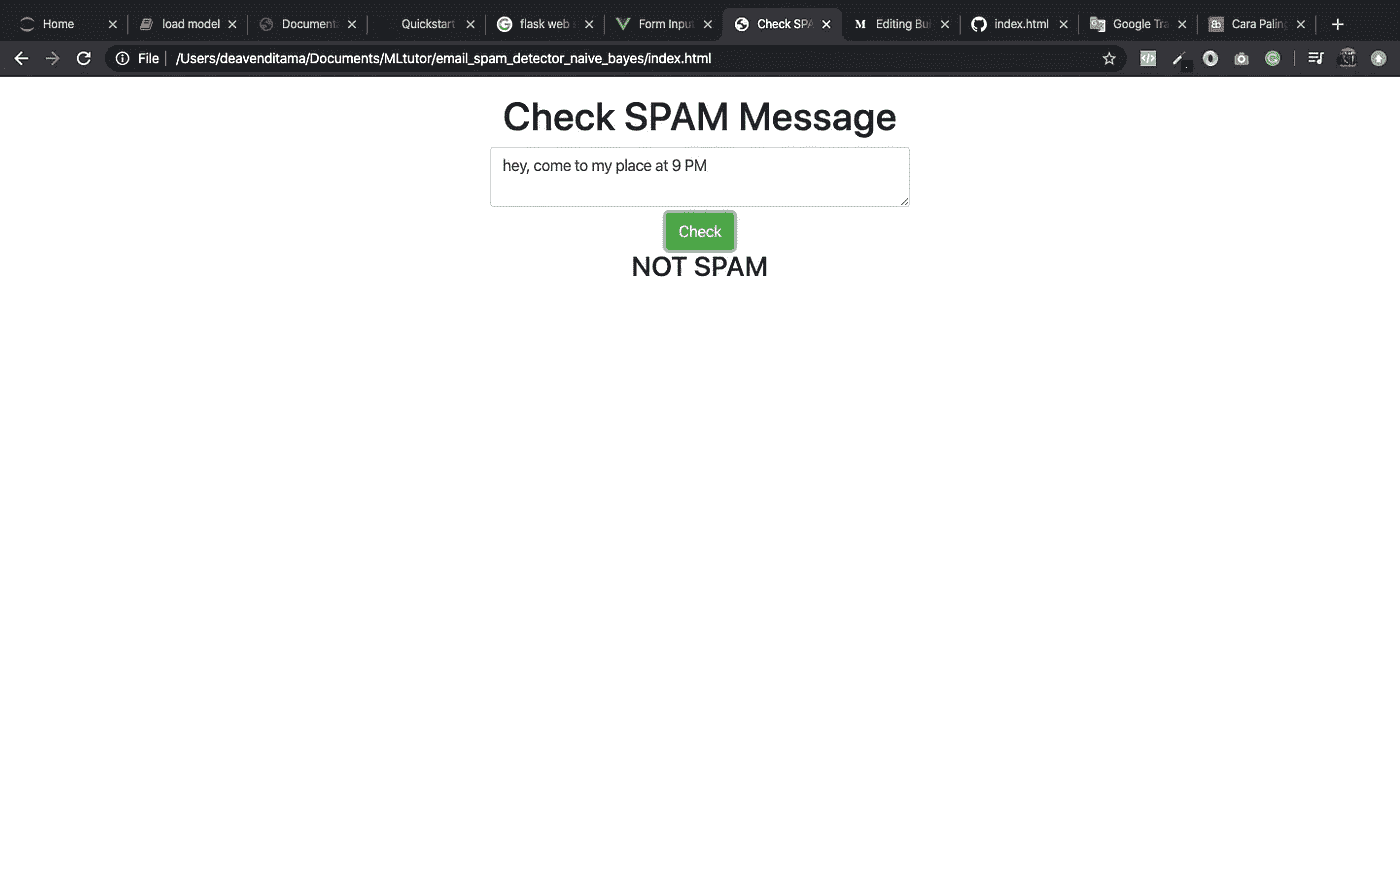 Home
load model
Documenta
Quickstart
flask web
Form Input
Check SPA
Editing Bui
index.html
Google Tra
Cara Paling
File
/Users/deavenditama/Documents/MLtutor/email_spam_detector_naive_bayes/index.html
Check SPAM Message
hey, come to my place at 9 PM
Check
NOT SPAM